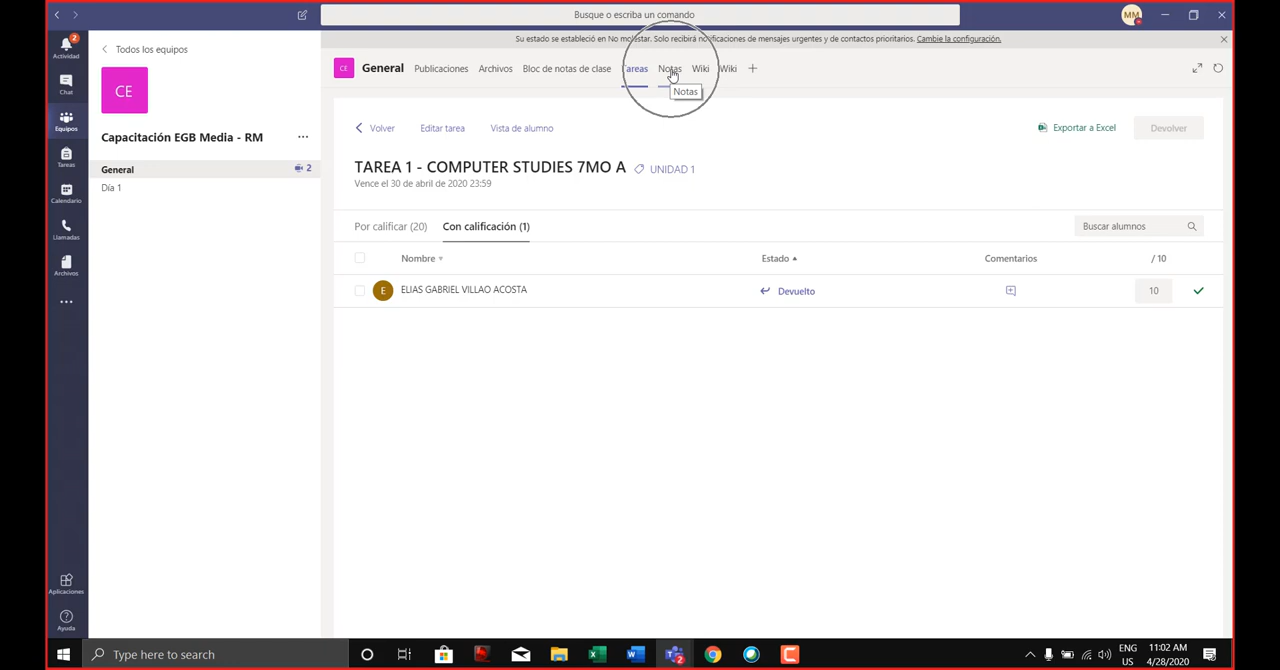 Busque o escriba un comando
MM
2
Actividad
Chat
Equipos
Tareas
Calendario
Llamadas
Archivos
Aplicaciones
Ayuda
Todos los equipos
CE
Capacitación EGB Media - RM
General
2
Día 1
Su estado se estableció en No molestar. Solo recibirá notificaciones de mensajes urgentes y de contactos prioritarios. Cambie la configuración.
CE General Publicaciones Archivos Bloc de notas de clase Tareas Notas Wiki Wiki
Notas
Volver Editar tarea Vista de alumno Exportar a Excel Devolver
TAREA 1 - COMPUTER STUDIES 7MO A UNIDAD 1
Vence el 30 de abril de 2020 23:59
Por calificar (20) Con calificación (1) Buscar alumnos
Nombre Estado Comentarios / 10
E ELIAS GABRIEL VILLAO ACOSTA Devuelto 10
Type here to search
2
ENG
US
11:02 AM
4/28/2020